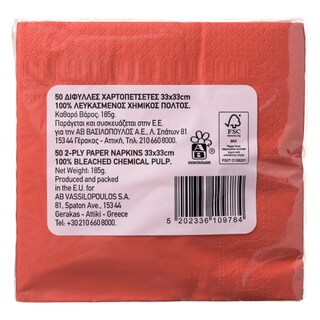 50 ΔΙΦΥΛΛΕΣ ΧΑΡΤΟΠΕΤΣΕΤΕΣ 33x33cm
100% ΛΕΥΚΑΣΜΕΝΟΣ ΧΗΜΙΚΟΣ ΠΟΛΤΟΣ.
Καθαρό Βάρος: 185g.
Παράγεται και συσκευάζεται στην Ε.Ε.
για την ΑΒ ΒΑΣΙΛΟΠΟΥΛΟΣ Α.Ε., Λ. Σπάτων 81
153 44 Γέρακας - Αττική, Τηλ. 210 660 8000.
50 2-PLY PAPER NAPKINS 33x33cm
100% BLEACHED CHEMICAL PULP.
Net Weight: 185g.
Produced and packed
in the E.U for
AB VASSILOPOULOS S.A.
81, Spaton Ave., 153 44
Gerakas - Attiki - Greece
Tel. +30 210 660 8000.
AB
FSC
MIX
5 202336 109784